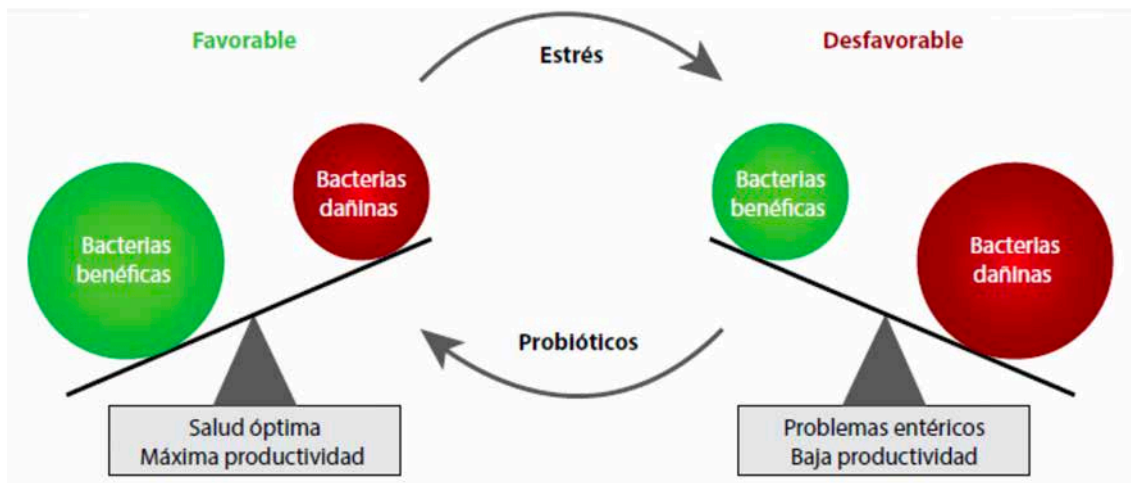 Favorable
Estrés
Desfavorable
Bacterias
benéficas
Bacterias
dañinas
Bacterias
benéficas
Bacterias
dañinas
Probióticos
Salud óptima
Máxima productividad
Problemas entéricos
Baja productividad